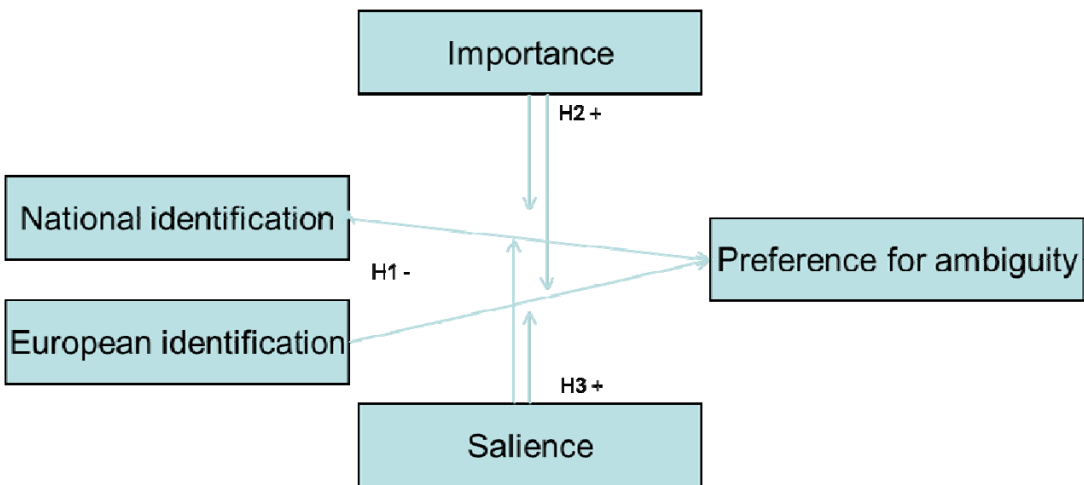 Importance
H2 +
National identification
Preference for ambiguity
H1 -
European identification
H3 +
Salience